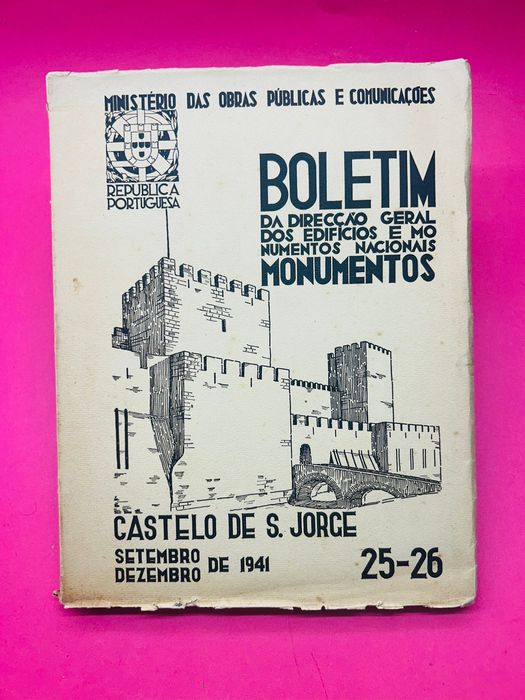 MINISTÉRIO DAS OBRAS PÚBLICAS E COMUNICAÇÕES
REPUBLICA
PORTUGUESA
BOLETIM
DA DIRECÇÃO GERAL
DOS EDIFÍCIOS E MO
NUMENTOS NACIONAIS
MONUMENTOS
CASTELO DE S. JORGE
SETEMBRO
DEZEMBRO DE 1941
25-26